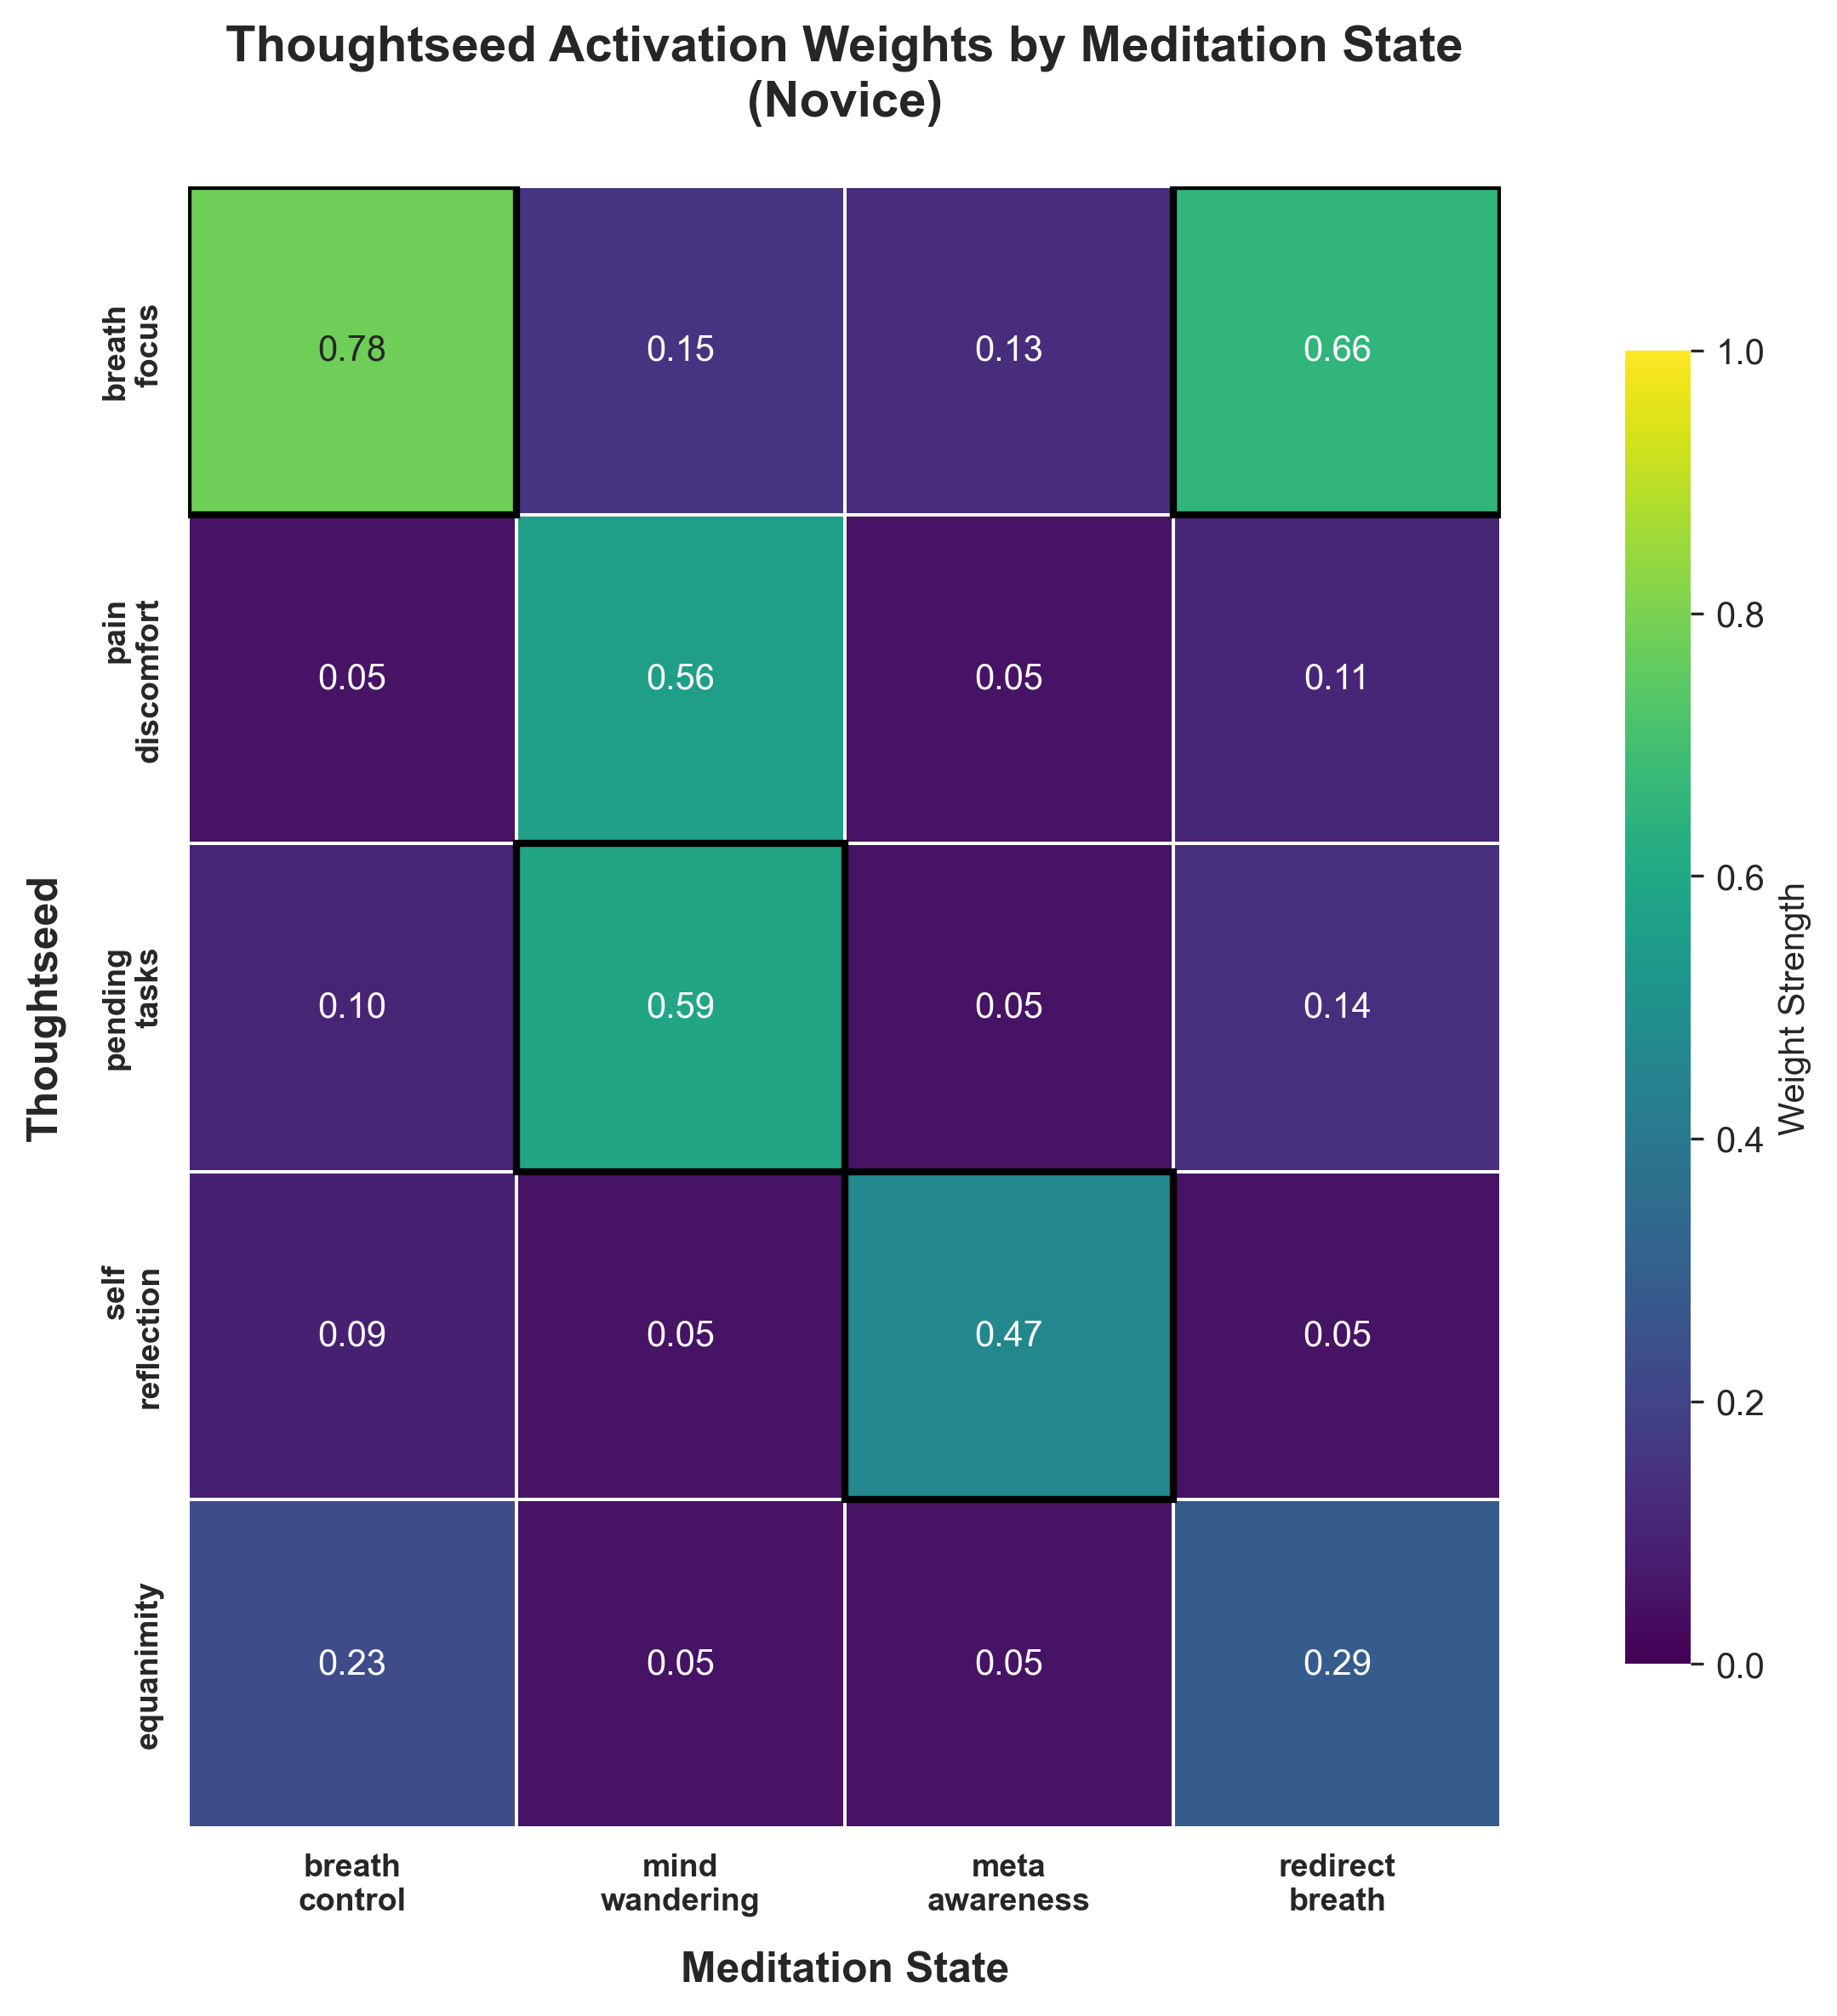 Thoughtseed Activation Weights by Meditation State
(Novice)
Thoughtseed
breath
focus
0.78
0.15
0.13
0.66
pain
discomfort
0.05
0.56
0.05
0.11
pending
tasks
0.10
0.59
0.05
0.14
self
reflection
0.09
0.05
0.47
0.05
equanimity
0.23
0.05
0.05
0.29
breath
control
mind
wandering
meta
awareness
redirect
breath
Meditation State
1.0
0.8
0.6
0.4
0.2
0.0
Weight Strength